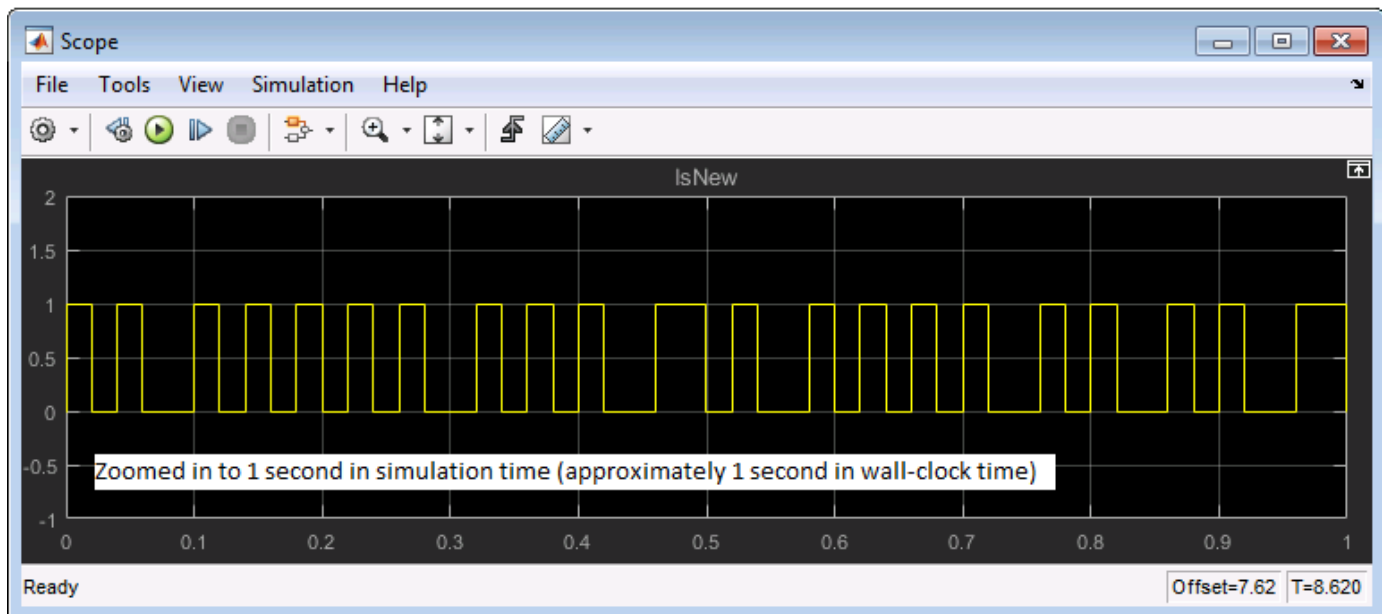 Scope
File Tools View Simulation Help
IsNew
2
1.5
1
0.5
0
-0.5
-1
Zoomed in to 1 second in simulation time (approximately 1 second in wall-clock time)
0 0.1 0.2 0.3 0.4 0.5 0.6 0.7 0.8 0.9 1
Ready Offset=7.62 T=8.620